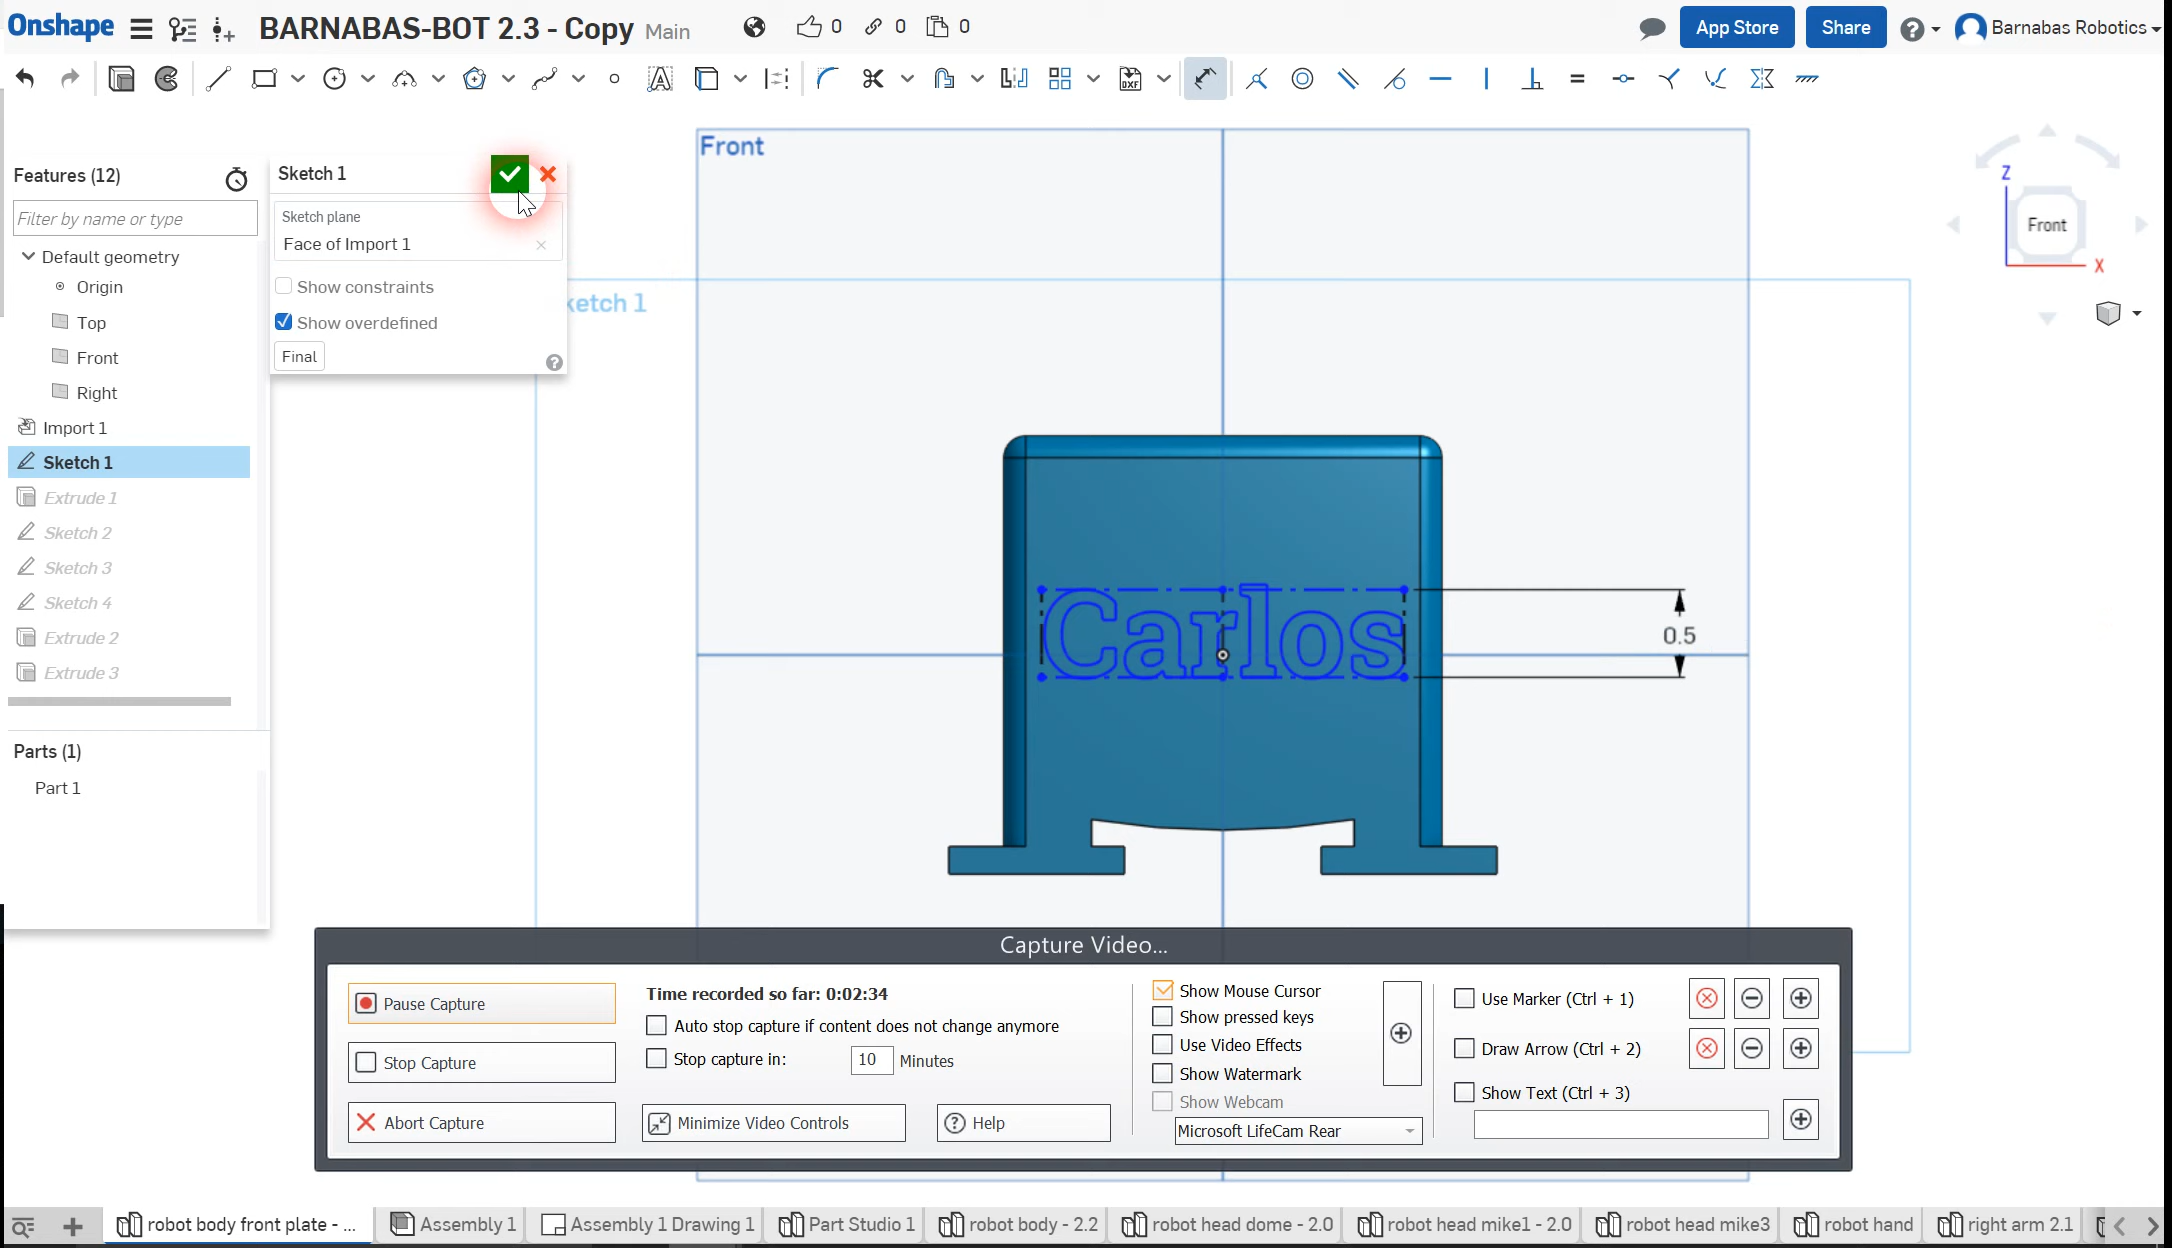 Onshape BARNABAS-BOT 2.3 - Copy Main 0 0 0 App Store Share Barnabas Robotics
DXF
Front
Features (12)
Filter by name or type
Default geometry
Origin
Top
Front
Right
Import 1
Sketch 1
Extrude 1
Sketch 2
Sketch 3
Sketch 4
Extrude 2
Extrude 3
Parts (1)
Part 1
Sketch 1
Sketch plane
Face of Import 1
Show constraints
Show overdefined
Final
ketch 1
Z
Front
X
Carlos
0.5
Capture Video...
Pause Capture
Stop Capture
Abort Capture
Time recorded so far: 0:02:34
Auto stop capture if content does not change anymore
Stop capture in: 10 Minutes
Minimize Video Controls Help
Show Mouse Cursor
Show pressed keys
Use Video Effects
Show Watermark
Show Webcam
Microsoft LifeCam Rear
Use Marker (Ctrl + 1)
Draw Arrow (Ctrl + 2)
Show Text (Ctrl + 3)
robot body front plate - ... Assembly 1 Assembly 1 Drawing 1 Part Studio 1 robot body - 2.2 robot head dome - 2.0 robot head mike1 - 2.0 robot head mike3 robot hand right arm 2.1